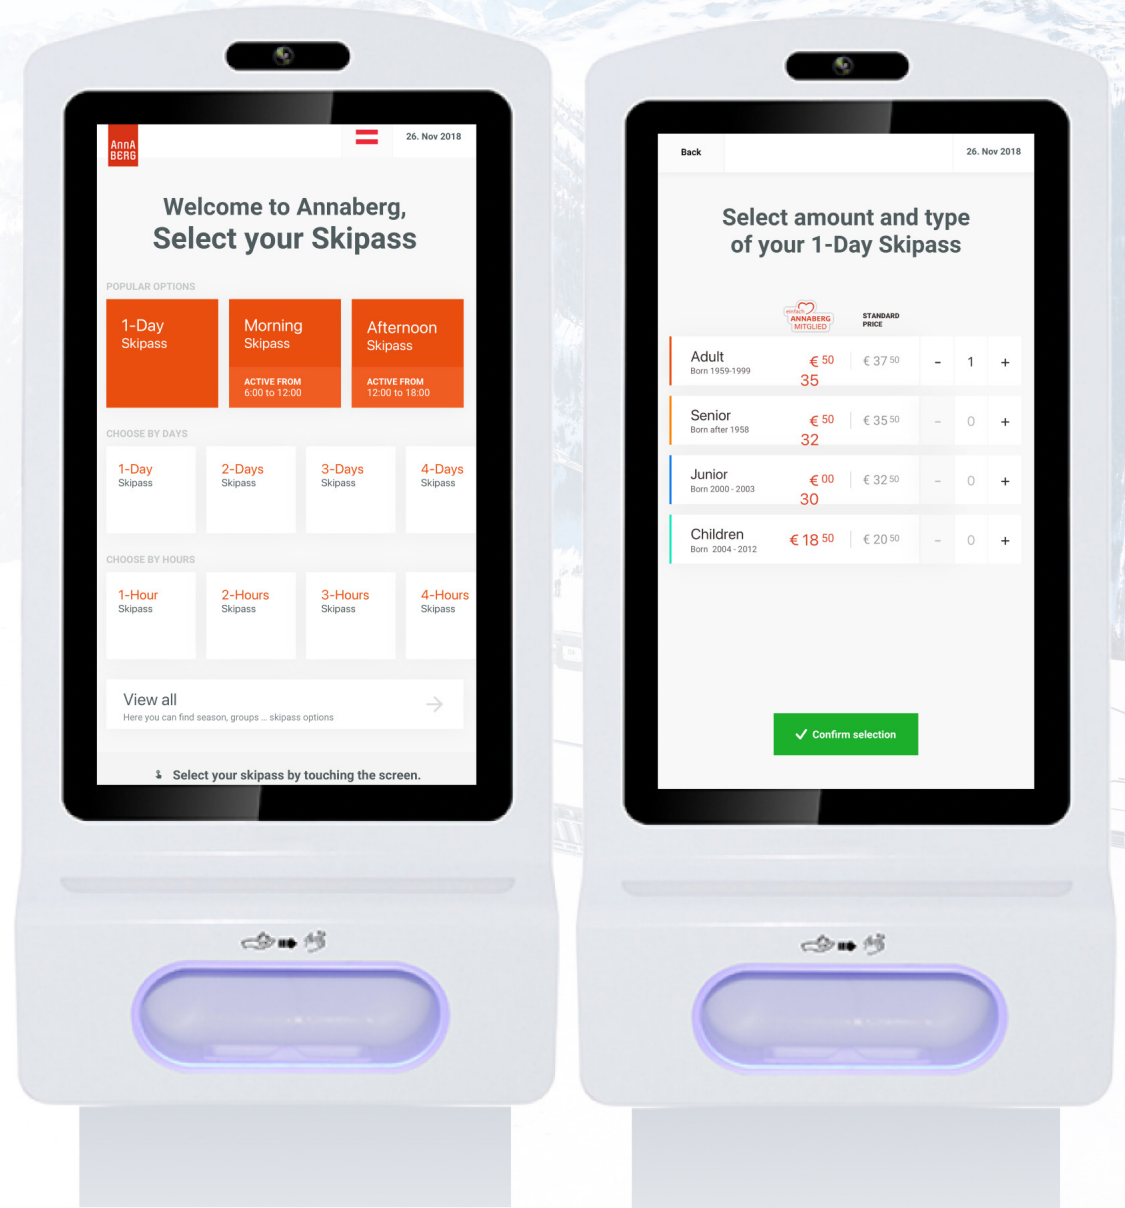 AnnA
BERG
26. Nov 2018
Welcome to Annaberg,
Select your Skipass
POPULAR OPTIONS
1-Day
Skipass
Morning
Skipass
ACTIVE FROM
6:00 to 12:00
Afternoon
Skipass
ACTIVE FROM
12:00 to 18:00
CHOOSE BY DAYS
1-Day
Skipass
2-Days
Skipass
3-Days
Skipass
4-Days
Skipass
CHOOSE BY HOURS
1-Hour
Skipass
2-Hours
Skipass
3-Hours
Skipass
4-Hours
Skipass
View all
Here you can find season, groups ... skipass options
Select your skipass by touching the screen.
Back
26. Nov 2018
Select amount and type
of your 1-Day Skipass
einfach
ANNABERG
MITGLIED
STANDARD
PRICE
Adult
Born 1959-1999
€ 50
35
€ 37 50
- 1 +
Senior
Born after 1958
€ 50
32
€ 35 50
- 0 +
Junior
Born 2000 - 2003
€ 00
30
€ 32 50
- 0 +
Children
Born 2004 - 2012
€ 18 50
€ 20 50
- 0 +
Confirm selection